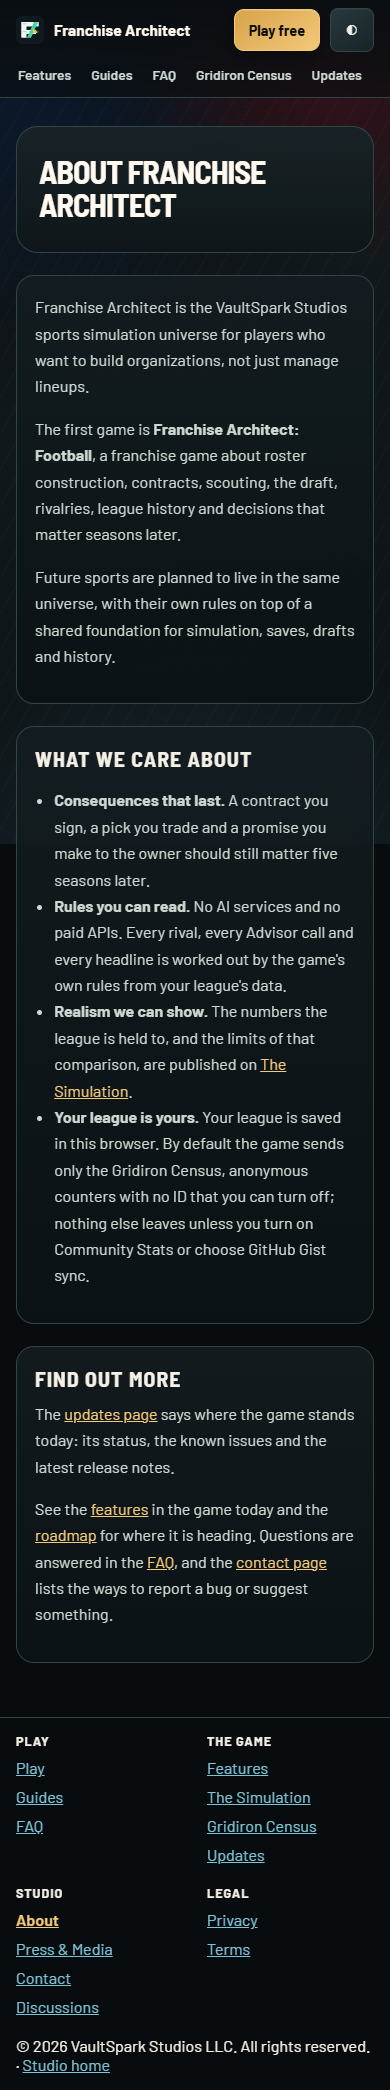 Franchise Architect
Play free
Features Guides FAQ Gridiron Census Updates
ABOUT FRANCHISE
ARCHITECT
Franchise Architect is the VaultSpark Studios
sports simulation universe for players who
want to build organizations, not just manage
lineups.
The first game is Franchise Architect:
Football, a franchise game about roster
construction, contracts, scouting, the draft,
rivalries, league history and decisions that
matter seasons later.
Future sports are planned to live in the same
universe, with their own rules on top of a
shared foundation for simulation, saves, drafts
and history.
WHAT WE CARE ABOUT
• Consequences that last. A contract you
sign, a pick you trade and a promise you
make to the owner should still matter five
seasons later.
• Rules you can read. No AI services and no
paid APIs. Every rival, every Advisor call and
every headline is worked out by the game's
own rules from your league's data.
• Realism we can show. The numbers the
league is held to, and the limits of that
comparison, are published on The
Simulation.
• Your league is yours. Your league is saved
in this browser. By default the game sends
only the Gridiron Census, anonymous
counters with no ID that you can turn off;
nothing else leaves unless you turn on
Community Stats or choose GitHub Gist
sync.
FIND OUT MORE
The updates page says where the game stands
today: its status, the known issues and the
latest release notes.
See the features in the game today and the
roadmap for where it is heading. Questions are
answered in the FAQ, and the contact page
lists the ways to report a bug or suggest
something.
PLAY
Play
Guides
FAQ
THE GAME
Features
The Simulation
Gridiron Census
Updates
STUDIO
About
Press & Media
Contact
Discussions
LEGAL
Privacy
Terms
© 2026 VaultSpark Studios LLC. All rights reserved.
· Studio home